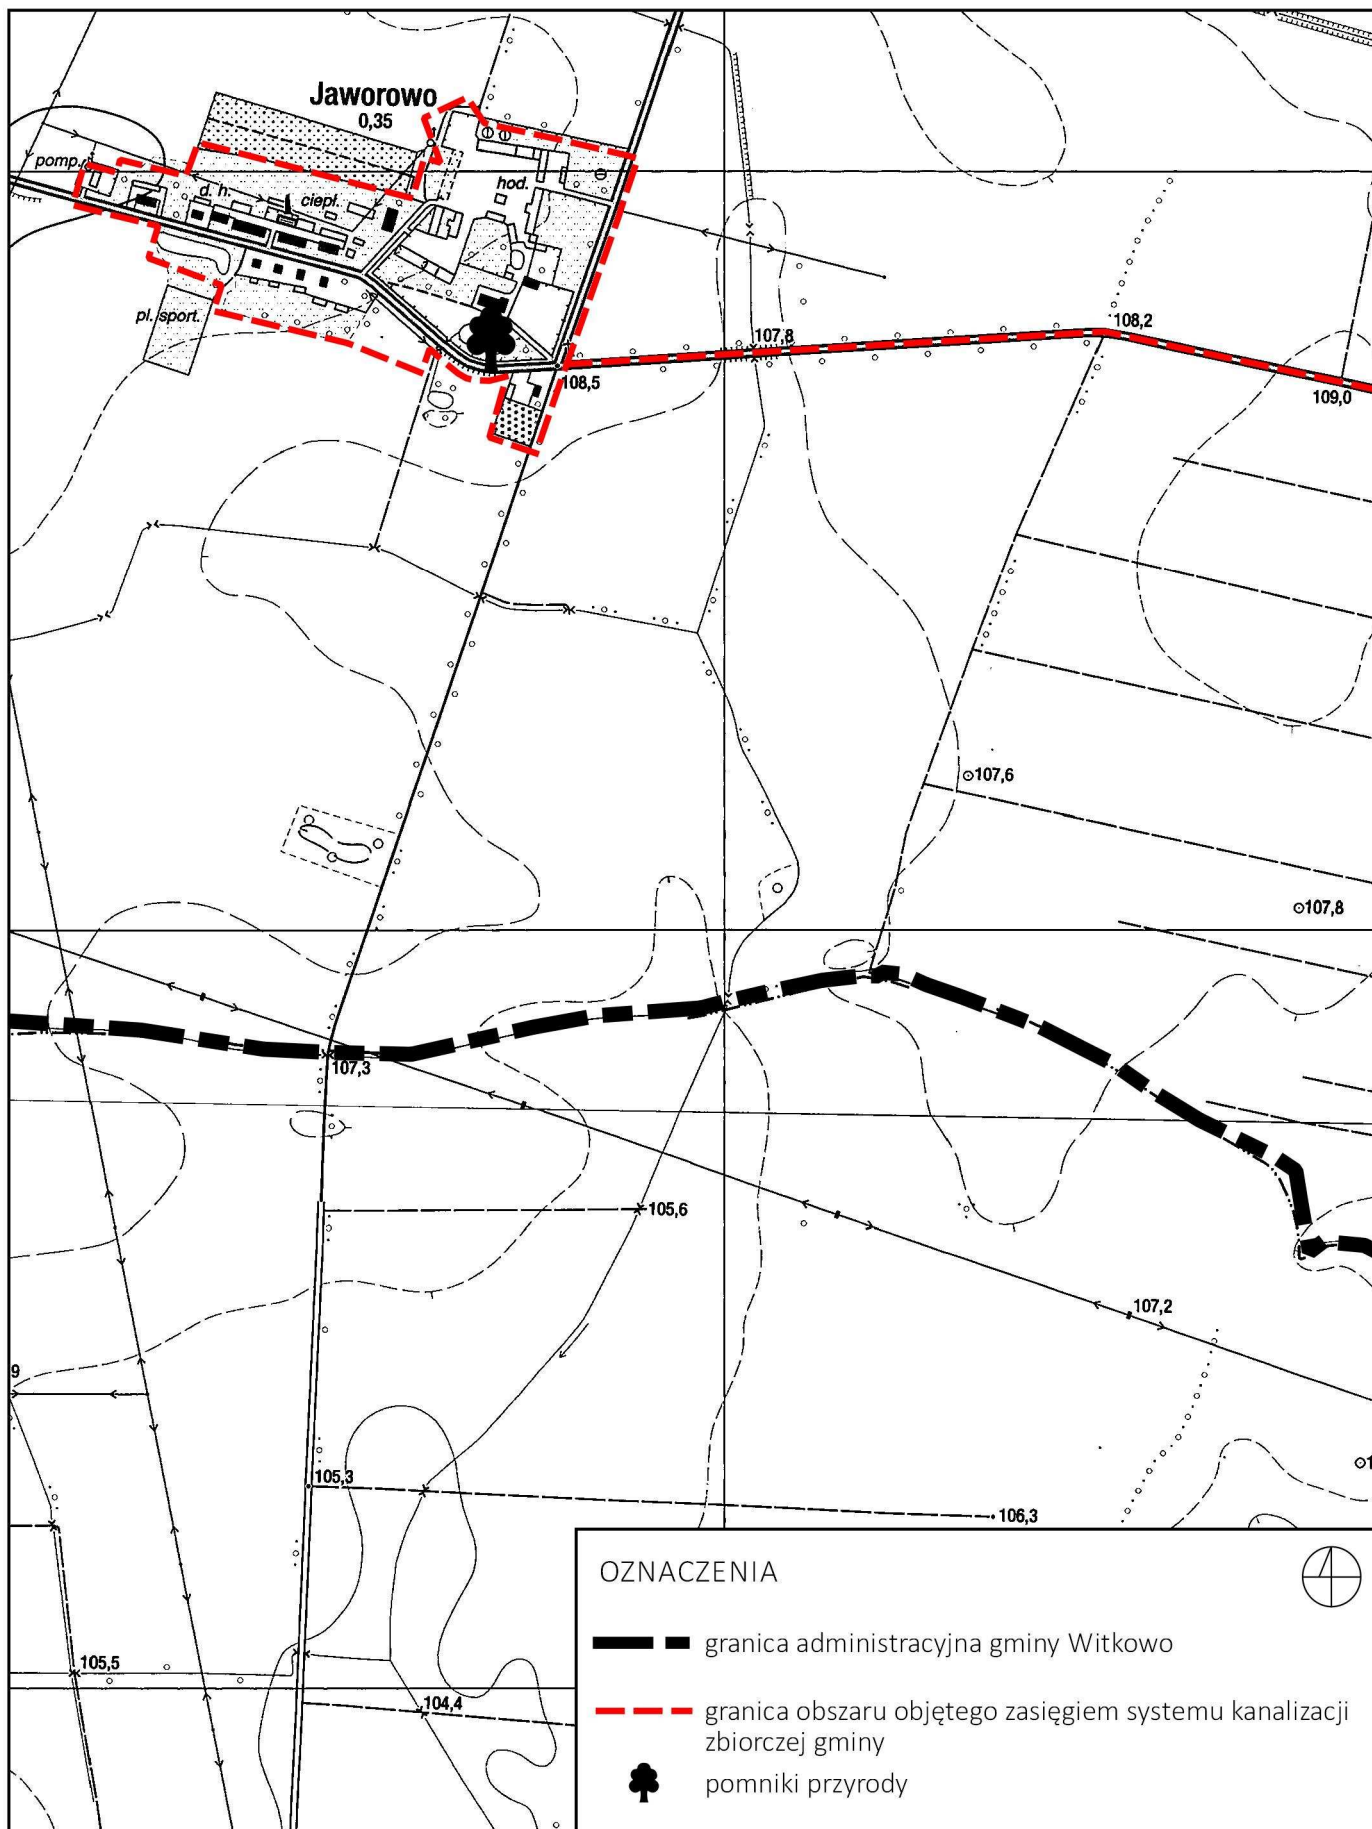 Jaworowo
0,35
pomp.
d. h.
ciepł.
hod.
pl. sport.
107,8
108,2
108,5
109,0
107,6
107,8
107,3
105,6
107,2
9
105,3
106,3
105,5
104,4
OZNACZENIA
granica administracyjna gminy Witkowo
granica obszaru objętego zasięgiem systemu kanalizacji
zbiorczej gminy
pomniki przyrody